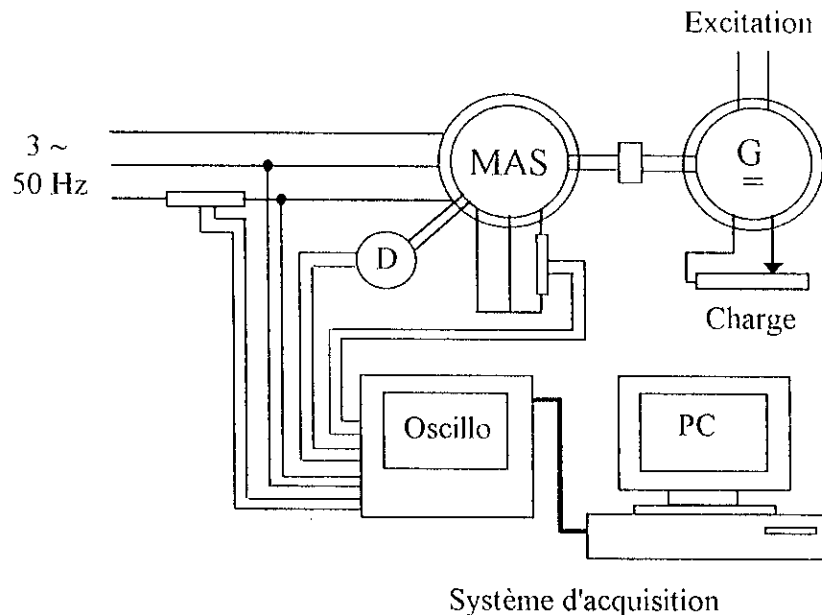 Excitation
3 ~
50 Hz
MAS
G
=
D
Charge
Oscillo
PC
Système d'acquisition